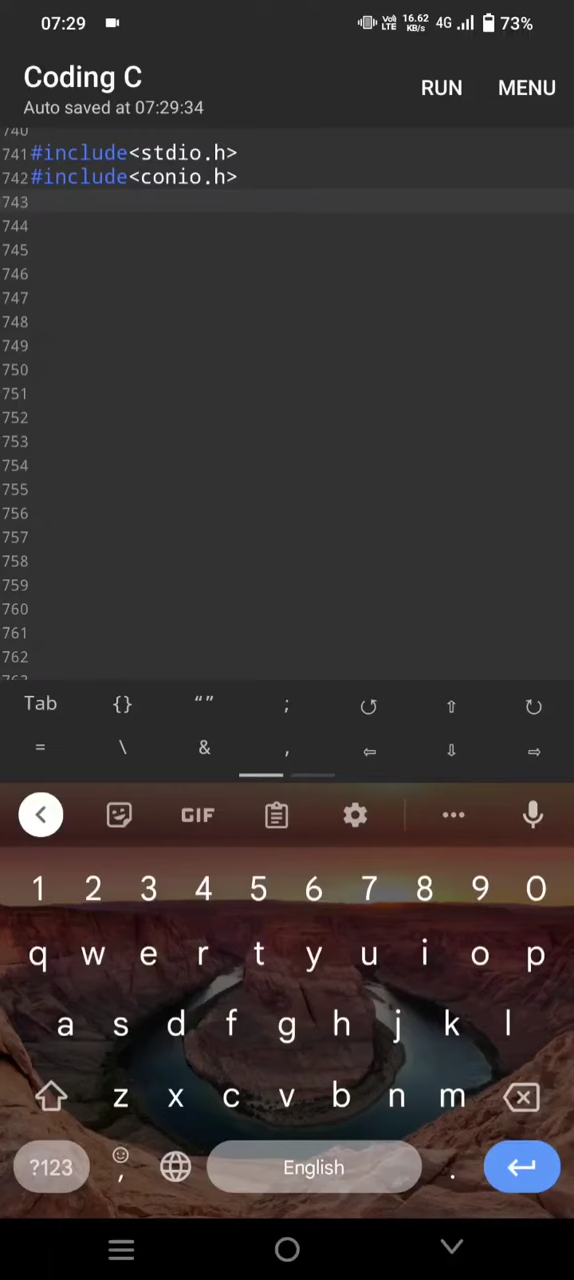 07:29 Vo) LTE 16.62 KB/s 4G 73%
Coding C
RUN MENU
Auto saved at 07:29:34
740
741 #include<stdio.h>
742 #include<conio.h>
743
744
745
746
747
748
749
750
751
752
753
754
755
756
757
758
759
760
761
762
763
Tab {} “” ; 
= \ & ,
GIF
1 2 3 4 5 6 7 8 9 0
q w e r t y u i o p
a s d f g h j k l
z x c v b n m
?123 , English .